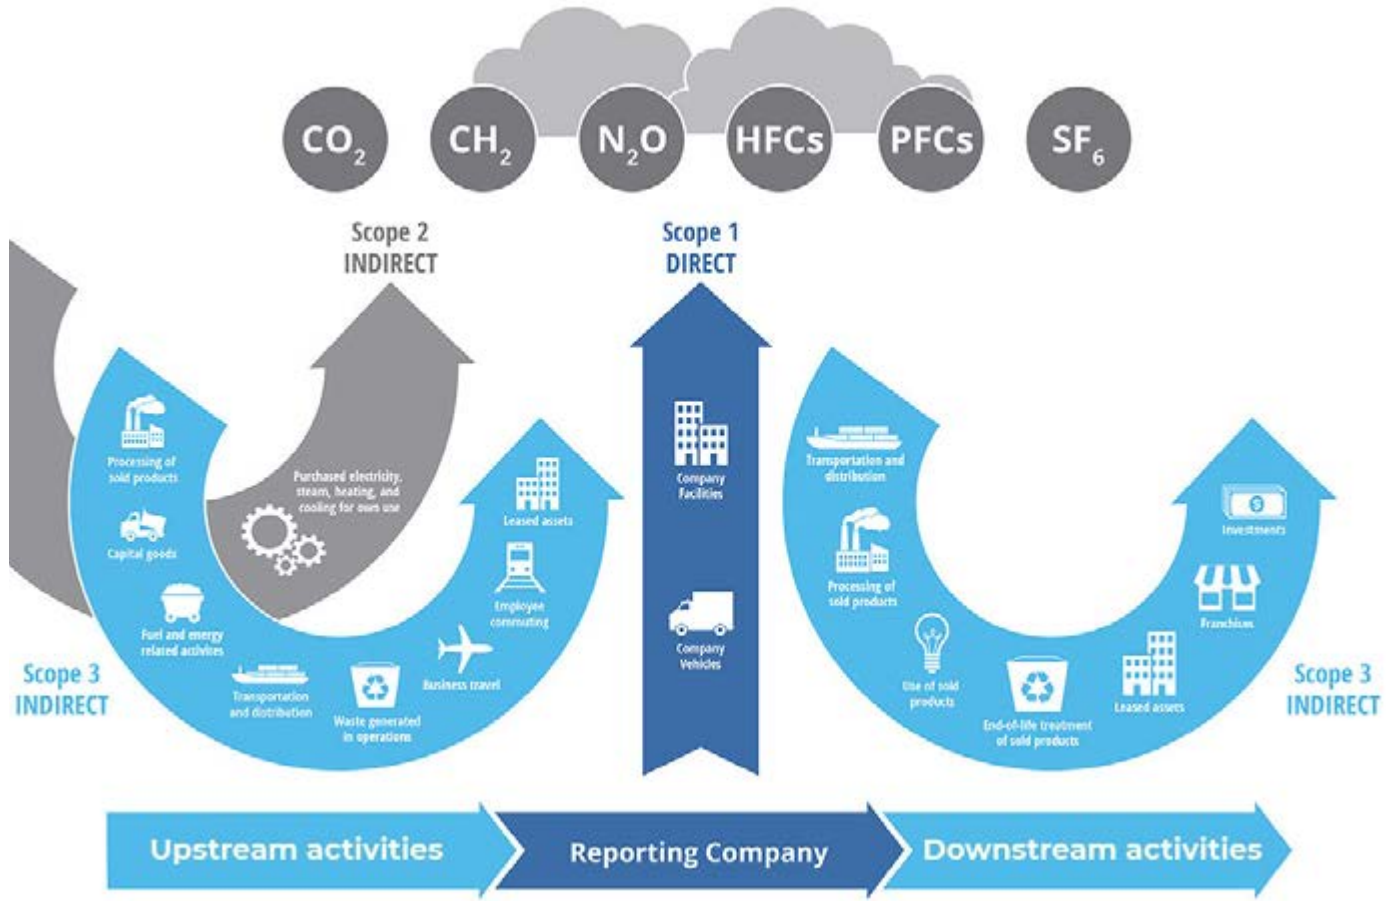 CO₂
CH₂
N₂O
HFCs
PFCs
SF₆
Scope 2
INDIRECT
Scope 1
DIRECT
Processing of
sold products
Capital goods
Fuel and energy
related activites
Transportation
and distribution
Waste generated
in operations
Business travel
Employee
commuting
Leased assets
Purchased electricity,
steam, heating, and
cooling for own use
Company
Facilities
Company
Vehicles
Transportation and
distribution
Processing of
sold products
Use of sold
products
End-of-life treatment
of sold products
Leased assets
Franchises
Investments
Scope 3
INDIRECT
Scope 3
INDIRECT
Upstream activities
Reporting Company
Downstream activities